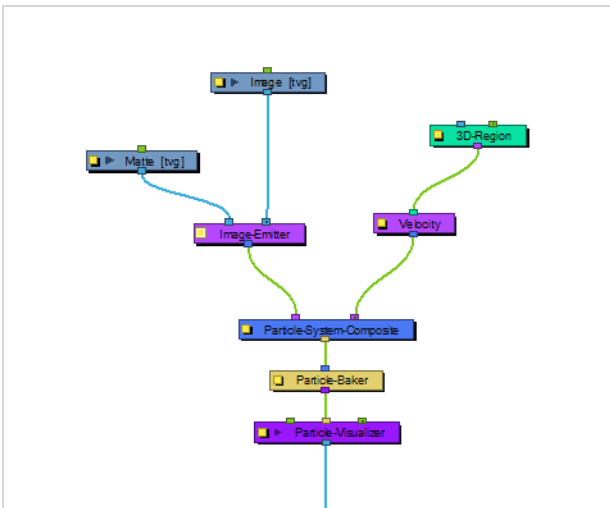 Image [tvg]
3D-Region
Matte [tvg]
Velocity
Image-Emitter
Particle-System-Composite
Particle-Baker
Particle-Visualizer